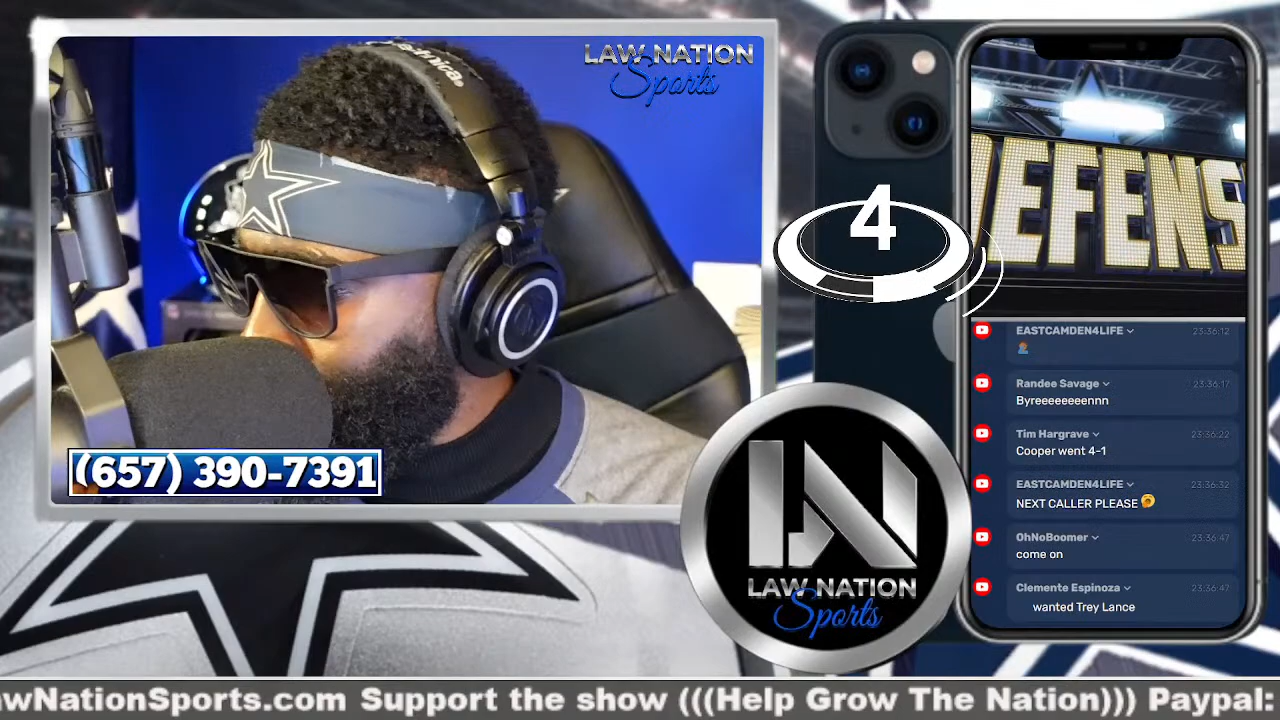 LAW NATION
Sports
(657) 390-7391
4
DEFENS
EASTCAMDEN4LIFE
23:36:12
Randee Savage
23:36:17
Byreeeeeeeennn
Tim Hargrave
23:36:22
Cooper went 4-1
EASTCAMDEN4LIFE
23:36:32
NEXT CALLER PLEASE
OhNoBoomer
23:36:47
come on
Clemente Espinoza
23:36:47
wanted Trey Lance
LAW NATION
Sports
awNationSports.com Support the show (((Help Grow The Nation))) Paypal: